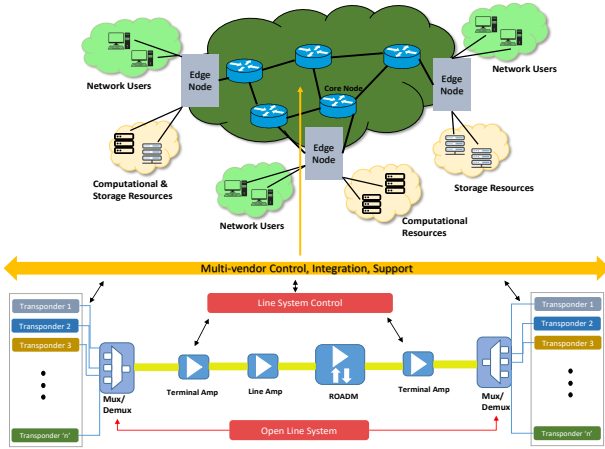 Network Users
Edge
Node
Core Node
Edge
Node
Network Users
Edge
Node
Computational &
Storage Resources
Storage Resources
Network Users
Computational
Resources
Multi-vendor Control, Integration, Support
Line System Control
Transponder 1
Transponder 2
Transponder 3
Transponder 'n'
Mux/
Demux
Terminal Amp
Line Amp
ROADM
Terminal Amp
Mux/
Demux
Transponder 1
Transponder 2
Transponder 3
Transponder 'n'
Open Line System